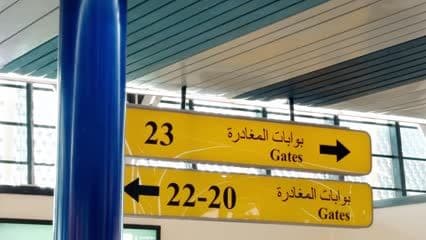 23 بوابات المغادرة
Gates
22-20 بوابات المغادرة
Gates